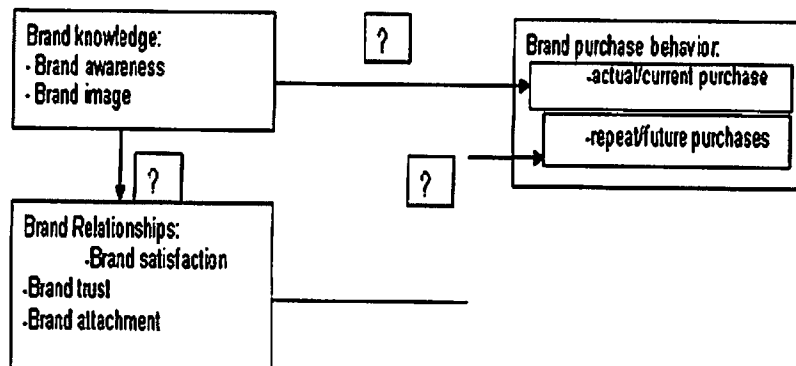 Brand knowledge:
- Brand awareness
- Brand image
?
Brand purchase behavior:
-actual/current purchase
-repeat/future purchases
?
?
Brand Relationships:
-Brand satisfaction
-Brand trust
-Brand attachment